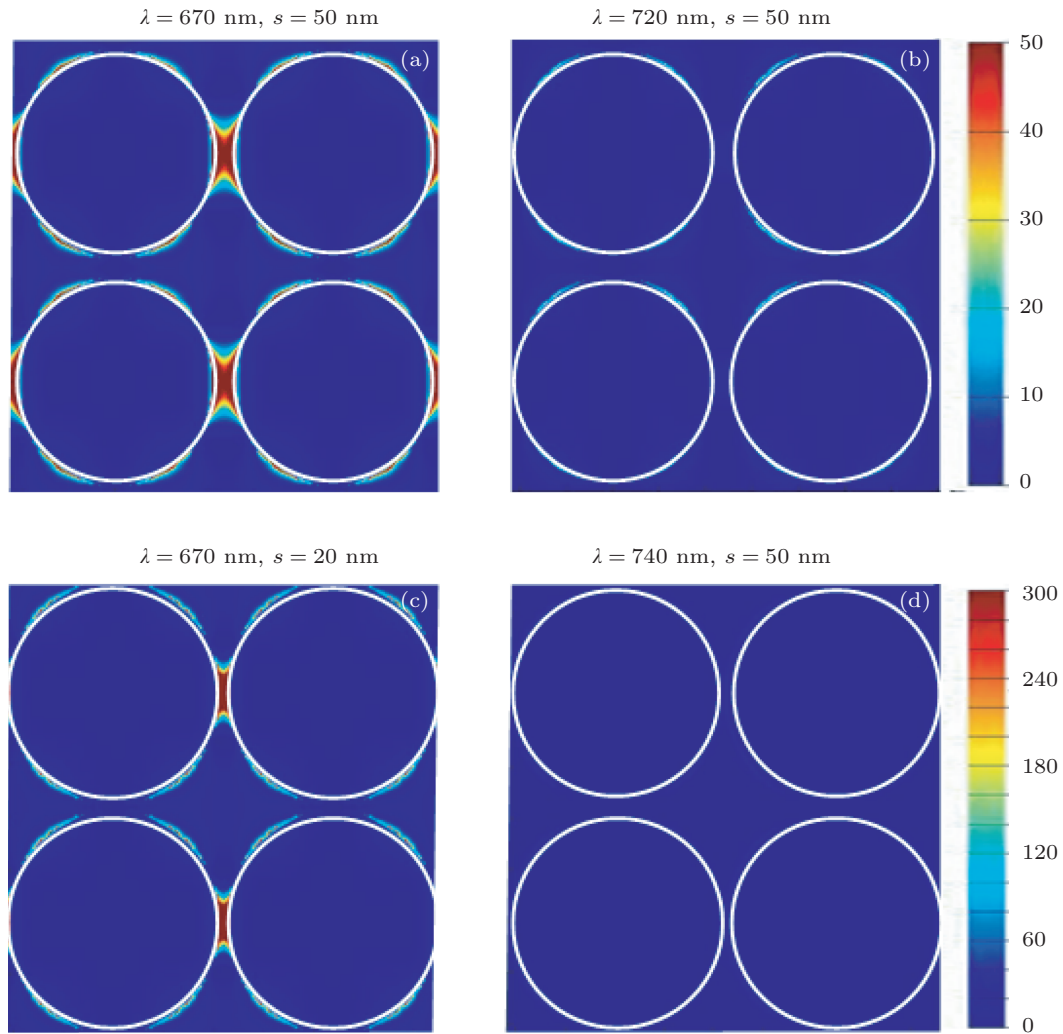 λ = 670 nm, s = 50 nm
λ = 720 nm, s = 50 nm
(a)
(b)
50
40
30
20
10
0
λ = 670 nm, s = 20 nm
λ = 740 nm, s = 50 nm
(c)
(d)
300
240
180
120
60
0